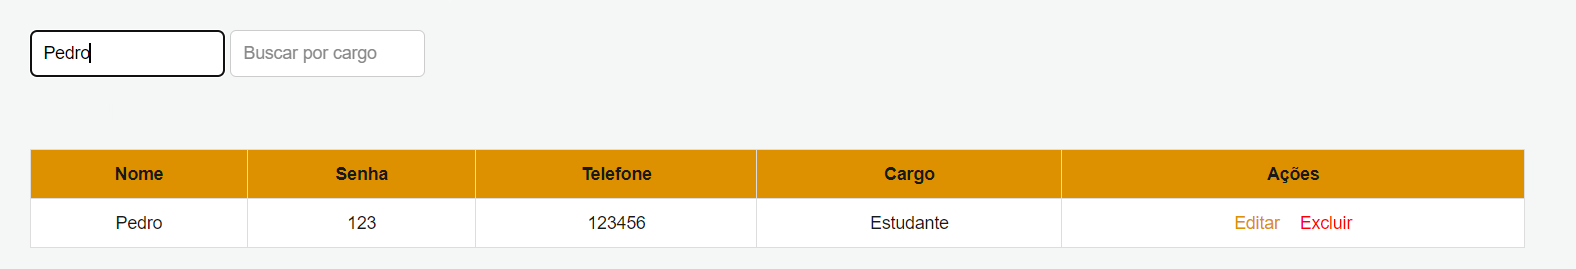 Pedro Buscar por cargo
Nome Senha Telefone Cargo Ações
Pedro 123 123456 Estudante Editar Excluir